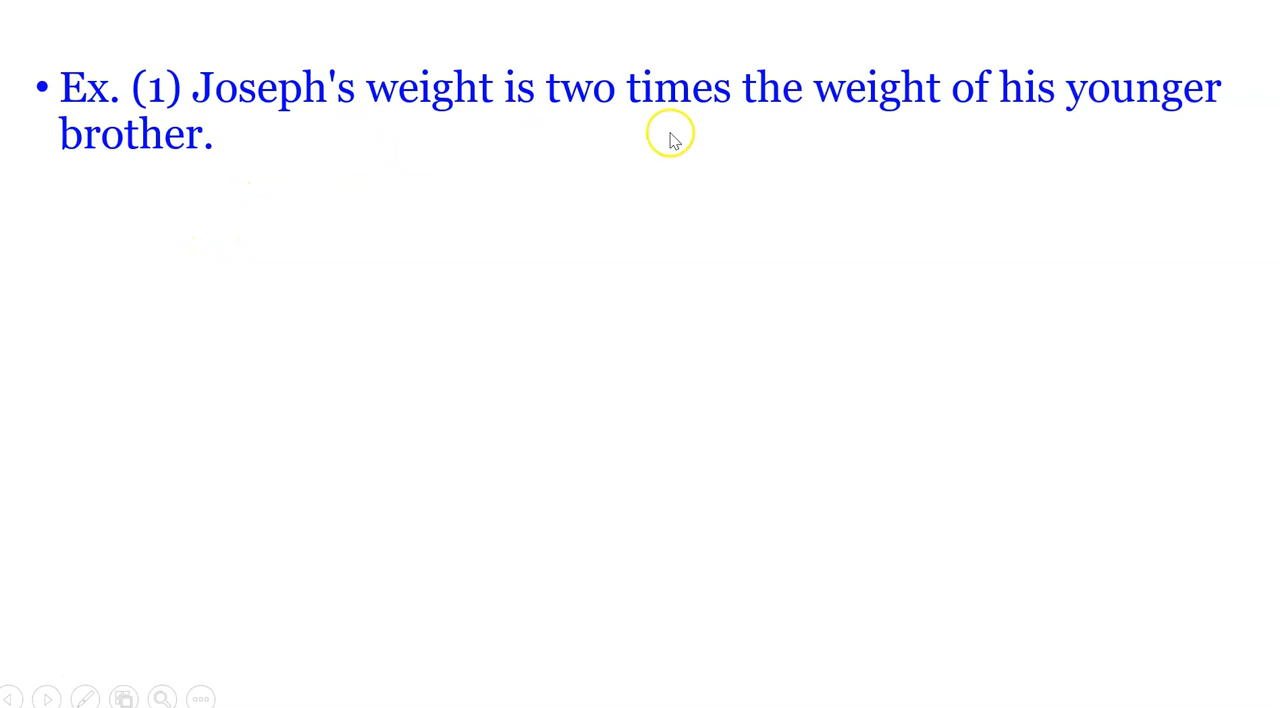 • Ex. (1) Joseph's weight is two times the weight of his younger
brother.